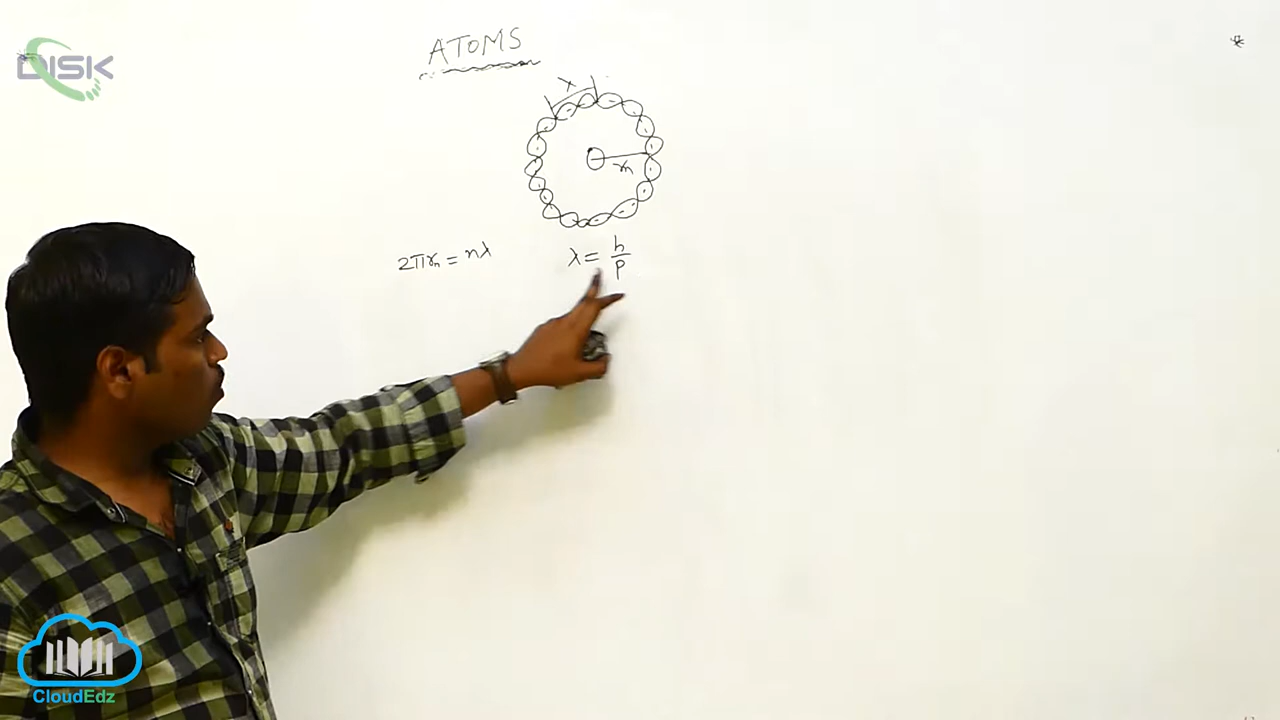 DISK
ATOMS
λ
rn
2πrn = nλ
λ = h/p
CloudEdz